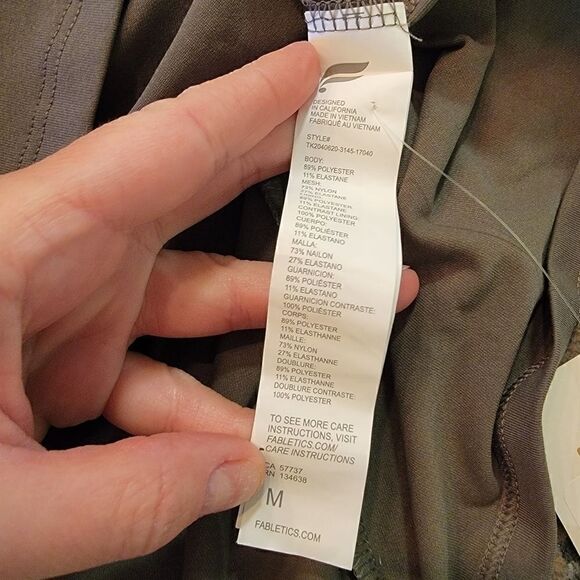 DESIGNED
IN CALIFORNIA
MADE IN VIETNAM
FABRIQUÉ AU VIETNAM
STYLE#
TK2040620-3145-17040
BODY:
89% POLYESTER
11% ELASTANE
MESH:
73% NYLON
27% ELASTANE
LINING:
89% POLYESTER
11% ELASTANE
CONTRAST LINING:
100% POLYESTER
CUERPO:
89% POLIÉSTER
11% ELASTANO
MALLA:
73% NAILON
27% ELASTANO
GUARNICION:
89% POLIÉSTER
11% ELASTANO
GUARNICION CONTRASTE:
100% POLIÉSTER
CORPS:
89% POLYESTER
11% ELASTHANNE
MAILLE:
73% NYLON
27% ELASTHANNE
DOUBLURE:
89% POLYESTER
11% ELASTHANNE
DOUBLURE CONTRASTE:
100% POLYESTER
TO SEE MORE CARE
INSTRUCTIONS, VISIT
FABLETICS.COM/
CARE INSTRUCTIONS
CA 57737
RN 134638
M
FABLETICS.COM